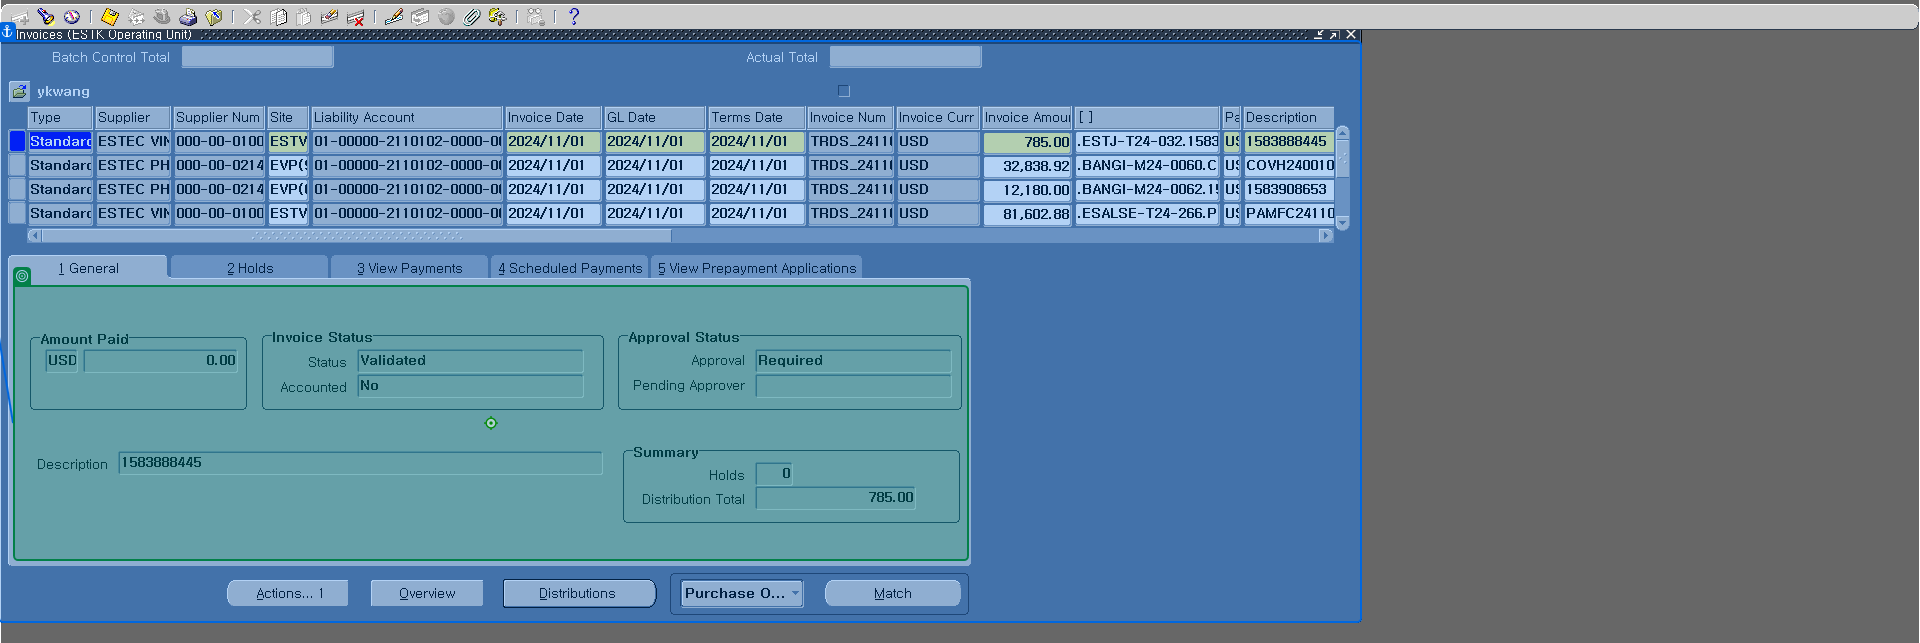 Invoices (ESTK Operating Unit)
Batch Control Total
Actual Total
ykwang
Type Supplier Supplier Num Site Liability Account Invoice Date GL Date Terms Date Invoice Num Invoice Curr Invoice Amou [ ] Pa Description
Standard ESTEC VIN 000-00-0100 ESTV 01-00000-2110102-0000-0 2024/11/01 2024/11/01 2024/11/01 TRDS_2411 USD 785.00 .ESTJ-T24-032.1583 US 1583888445
Standard ESTEC PH 000-00-0214 EVP( 01-00000-2110102-0000-0 2024/11/01 2024/11/01 2024/11/01 TRDS_2411 USD 32,838.92 .BANGI-M24-0060.C US COVH240010
Standard ESTEC PH 000-00-0214 EVP( 01-00000-2110102-0000-0 2024/11/01 2024/11/01 2024/11/01 TRDS_2411 USD 12,180.00 .BANGI-M24-0062.15 US 1583908653
Standard ESTEC VIN 000-00-0100 ESTV 01-00000-2110102-0000-0 2024/11/01 2024/11/01 2024/11/01 TRDS_2411 USD 81,602.88 .ESALSE-T24-266.P US PAMFC24110
1 General 2 Holds 3 View Payments 4 Scheduled Payments 5 View Prepayment Applications
Amount Paid
USD 0.00
Invoice Status
Status Validated
Accounted No
Approval Status
Approval Required
Pending Approver
Description 1583888445
Summary
Holds 0
Distribution Total 785.00
Actions... 1 Overview Distributions Purchase O... Match